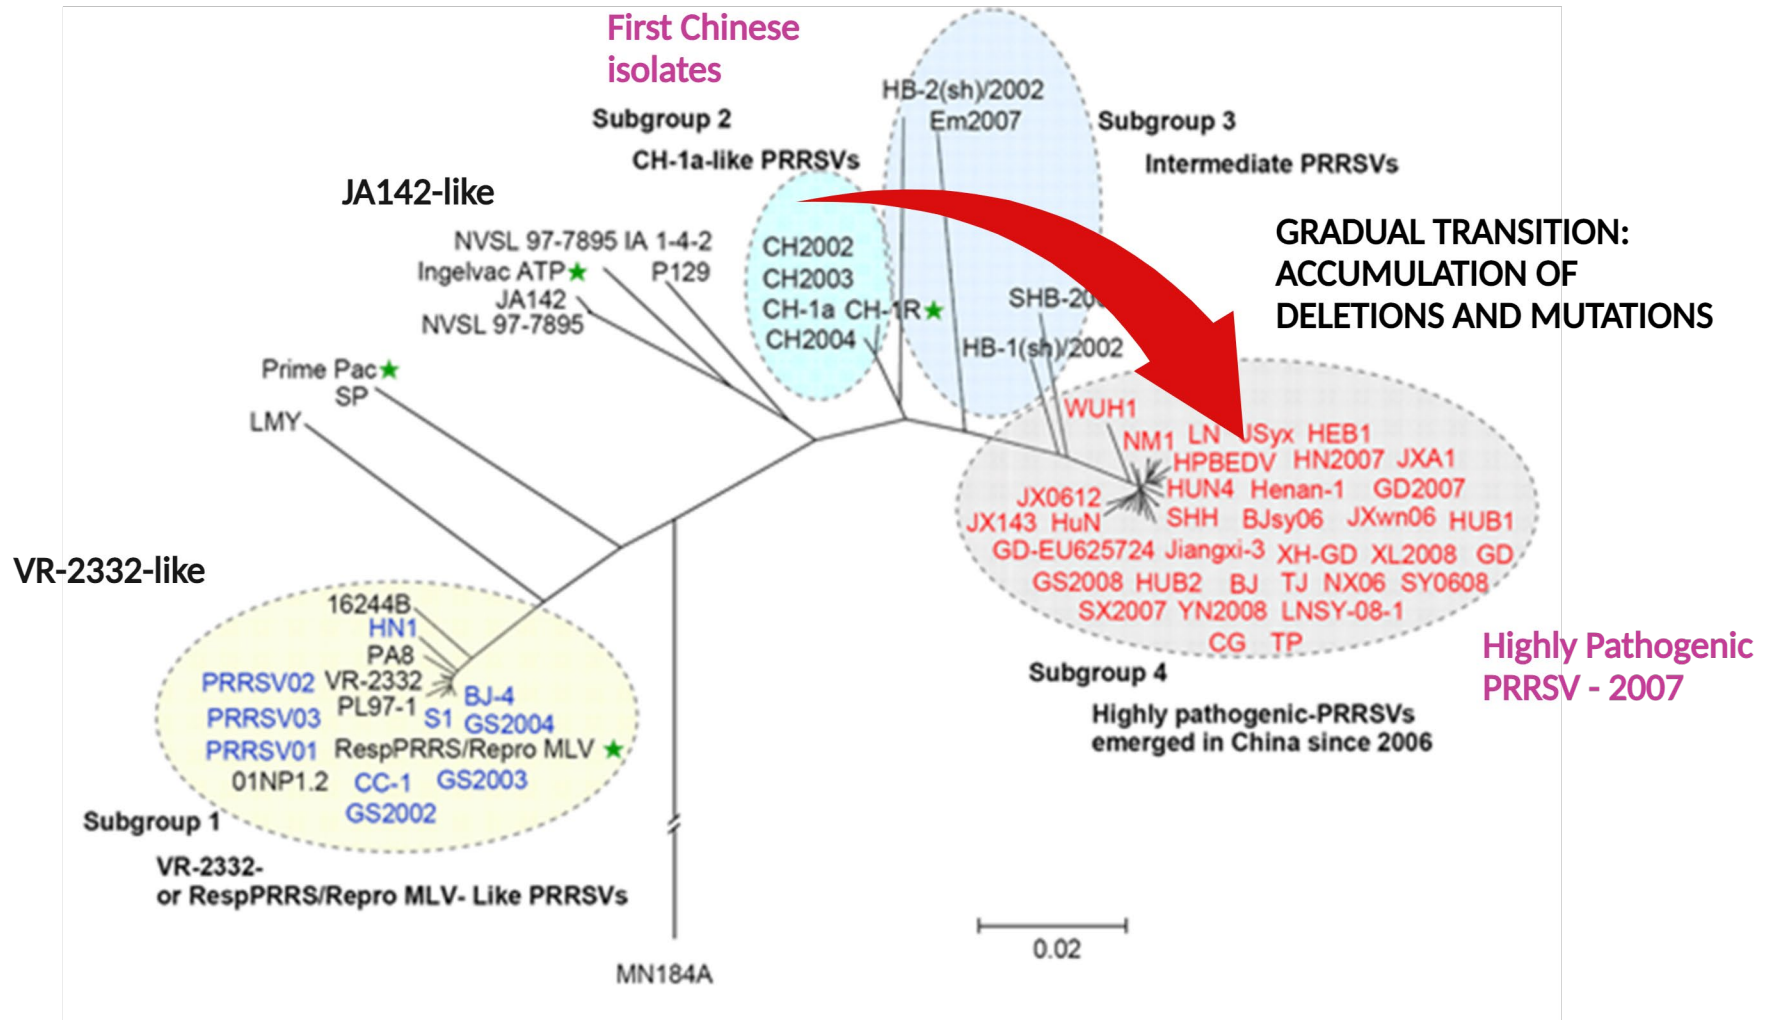 First Chinese
isolates
Subgroup 2
CH-1a-like PRRSVs
HB-2(sh)/2002
Em2007
Subgroup 3
Intermediate PRRSVs
JA142-like
NVSL 97-7895 IA 1-4-2
Ingelvac ATP
P129
JA142
NVSL 97-7895
CH2002
CH2003
CH-1a CH-1R
CH2004
HB-1(sh)/2002
GRADUAL TRANSITION:
ACCUMULATION OF
DELETIONS AND MUTATIONS
Prime Pac
SP
LMY
WUH1
NM1 LN JSyx HEB1
HPBEDV HN2007 JXA1
HUN4 Henan-1 GD2007
JX0612
SHH BJsy06 JXwn06 HUB1
JX143 HuN
GD-EU625724 Jiangxi-3 XH-GD XL2008 GD
GS2008 HUB2 BJ TJ NX06 SY0608
SX2007 YN2008 LNSY-08-1
CG TP
Subgroup 4
Highly pathogenic-PRRSVs
emerged in China since 2006
Highly Pathogenic
PRRSV - 2007
VR-2332-like
16244B
HN1
PA8
PRRSV02 VR-2332
BJ-4
PL97-1
PRRSV03 S1 GS2004
PRRSV01 RespPRRS/Repro MLV
01NP1.2 CC-1 GS2003
GS2002
Subgroup 1
VR-2332-
or RespPRRS/Repro MLV- Like PRRSVs
MN184A
0.02